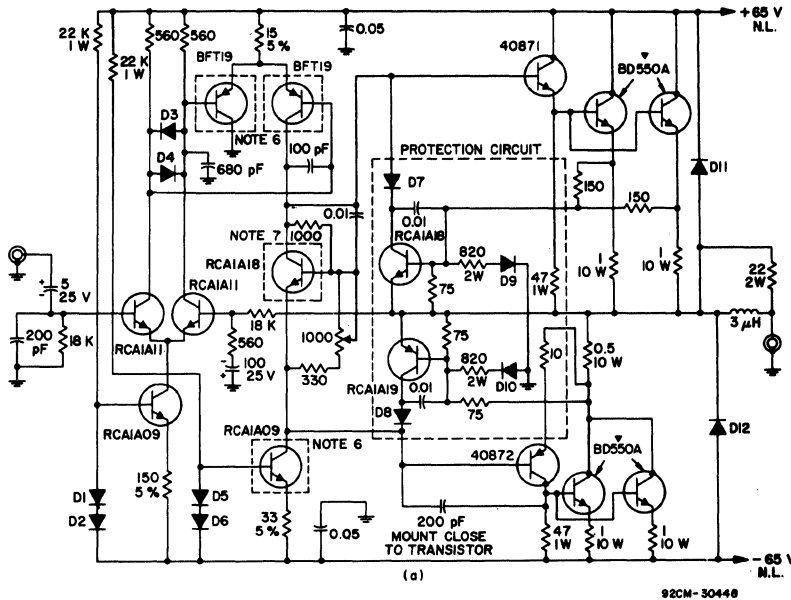 +65 V
N.L.
22 K
1 W
22 K
1 W
560
560
15
5 %
0.05
BFT19
BFT19
40871
BD550A
D3
D4
NOTE 6
100 pF
680 pF
PROTECTION CIRCUIT
D7
150
150
D11
0.01
0.01
1000
NOTE 7
RCA1A18
RCA1A18
820
2W
D9
47
1W
1
10 W
1
10 W
22
2W
5
25 V
RCA1A11
RCA1A11
75
18 K
1000
75
3 μH
200
pF
18 K
560
100
25 V
330
10
0.5
10 W
820
2W
D10
RCA1A19
0.01
D8
75
RCA1A09
RCA1A09
NOTE 6
40872
BD550A
D12
150
5 %
D1
D2
D5
D6
33
5 %
0.05
200 pF
MOUNT CLOSE
TO TRANSISTOR
47
1W
1
10 W
1
10 W
-65 V
N.L.
(a)
92CM-30448